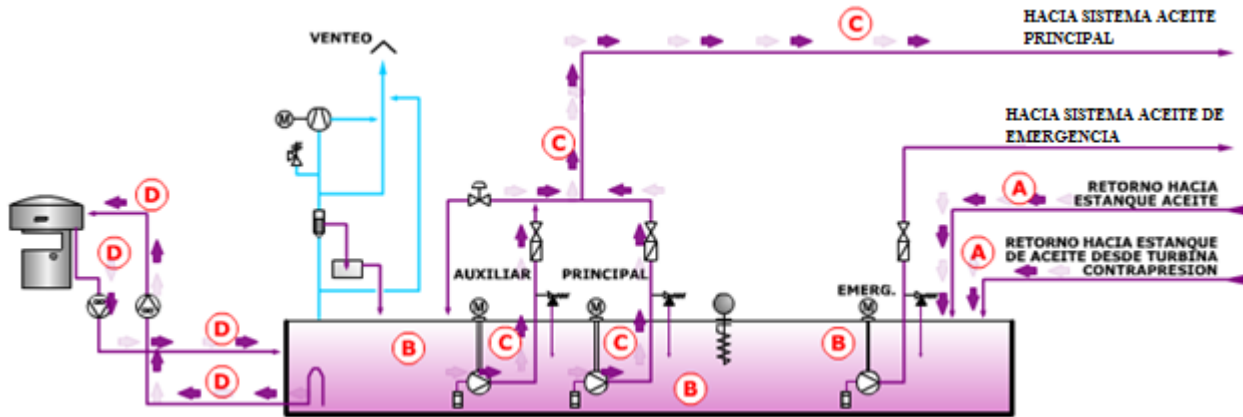 C
HACIA SISTEMA ACEITE
PRINCIPAL
VENTEO
M
HACIA SISTEMA ACEITE DE
EMERGENCIA
C
D
A
RETORNO HACIA
ESTANQUE ACEITE
D
A
RETORNO HACIA ESTANQUE
DE ACEITE DESDE TURBINA
CONTRAPRESION
AUXILIAR
PRINCIPAL
EMERG.
M
M
M
D
B
C
C
B
D
B